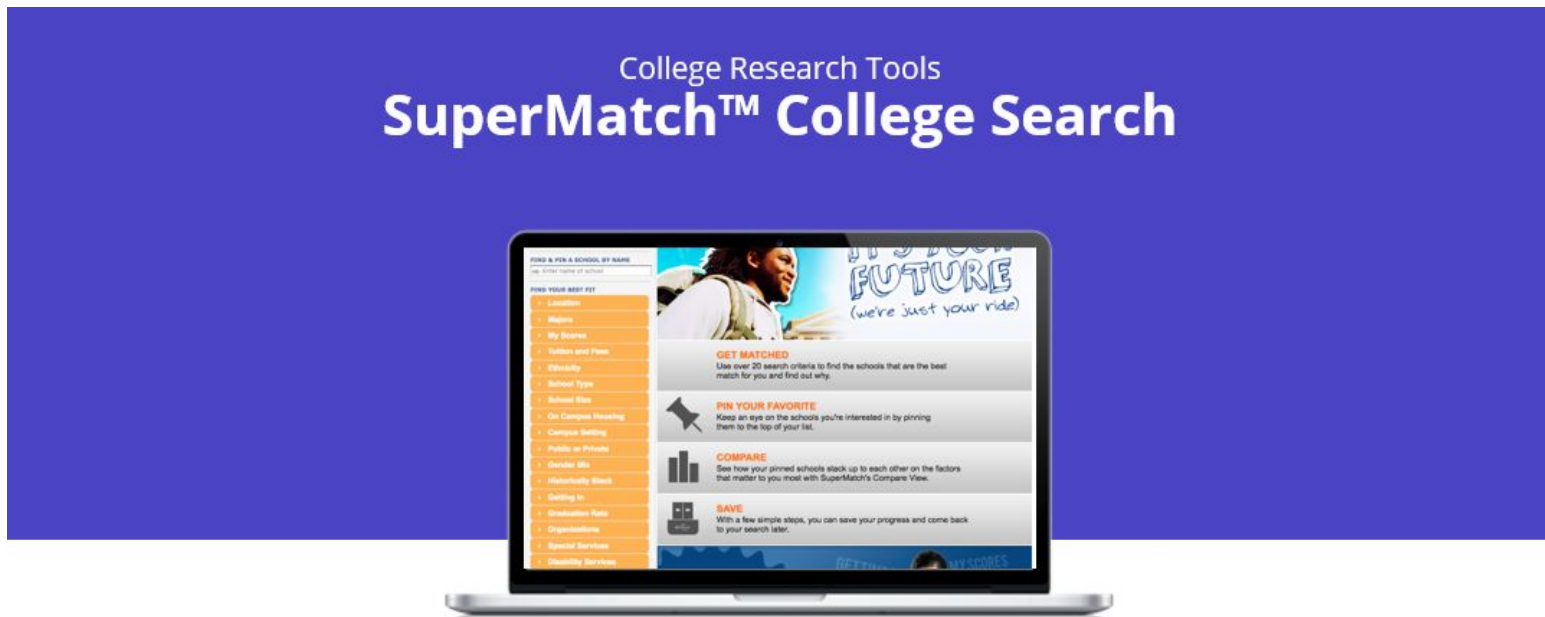 College Research Tools
SuperMatch™ College Search
FIND & PIN A SCHOOL BY NAME
Enter name of school
FIND YOUR BEST FIT
Location
Majors
My Scores
Tuition and Fees
Ethnicity
School Type
School Size
On Campus Housing
Campus Setting
Public or Private
Gender Mix
Historically Black
Getting In
Graduation Rate
Organizations
Special Services
Disability Services
FUTURE
(we're just your ride)
GET MATCHED
Use over 20 search criteria to find the schools that are the best
match for you and find out why.
PIN YOUR FAVORITE
Keep an eye on the schools you're interested in by pinning
them to the top of your list.
COMPARE
See how your pinned schools stack up to each other on the factors
that matter to you most with SuperMatch's Compare View.
SAVE
With a few simple steps, you can save your progress and come back
to your search later.
MY SCORES